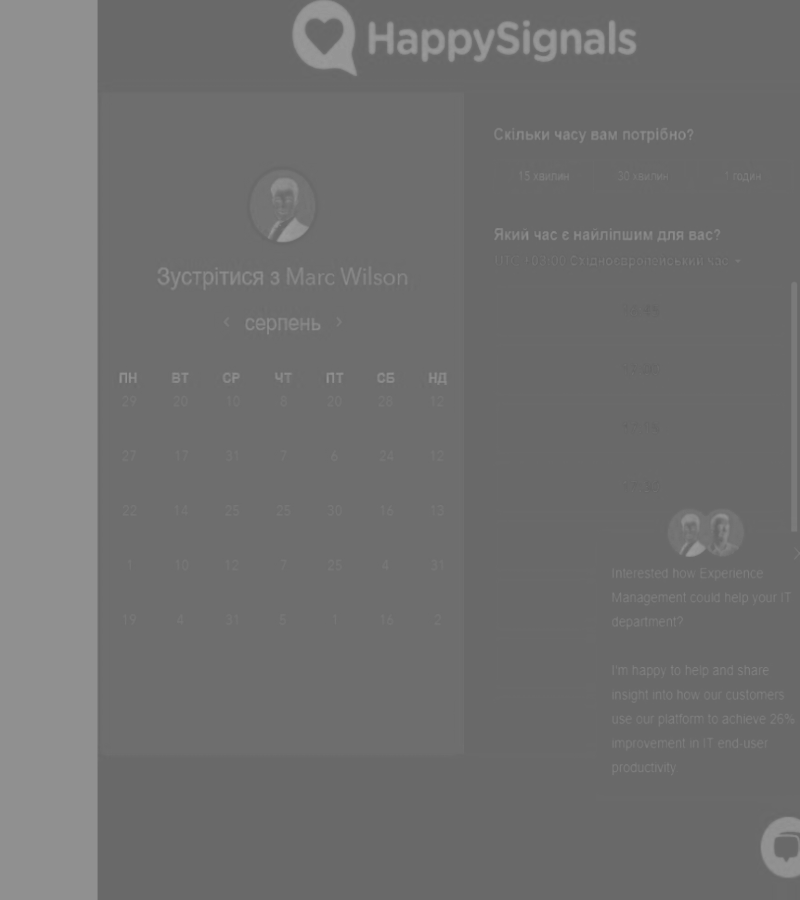 HappySignals
Зустрітися з Marc Wilson
серпень
ПН ВТ СР ЧТ ПТ СБ НД
29 20 10 8 20 28 12
27 17 31 7 6 24 12
22 14 25 25 30 16 13
1 10 12 7 25 4 31
19 4 31 5 1 16 2
Скільки часу вам потрібно?
15 хвилин 30 хвилин 1 годин
Який час є найліпшим для вас?
UTC +03:00 Східноєвропейський час
Interested how Experience
Management could help your IT
department?
I'm happy to help and share
insight into how our customers
use our platform to achieve 26%
improvement in IT end-user
productivity.